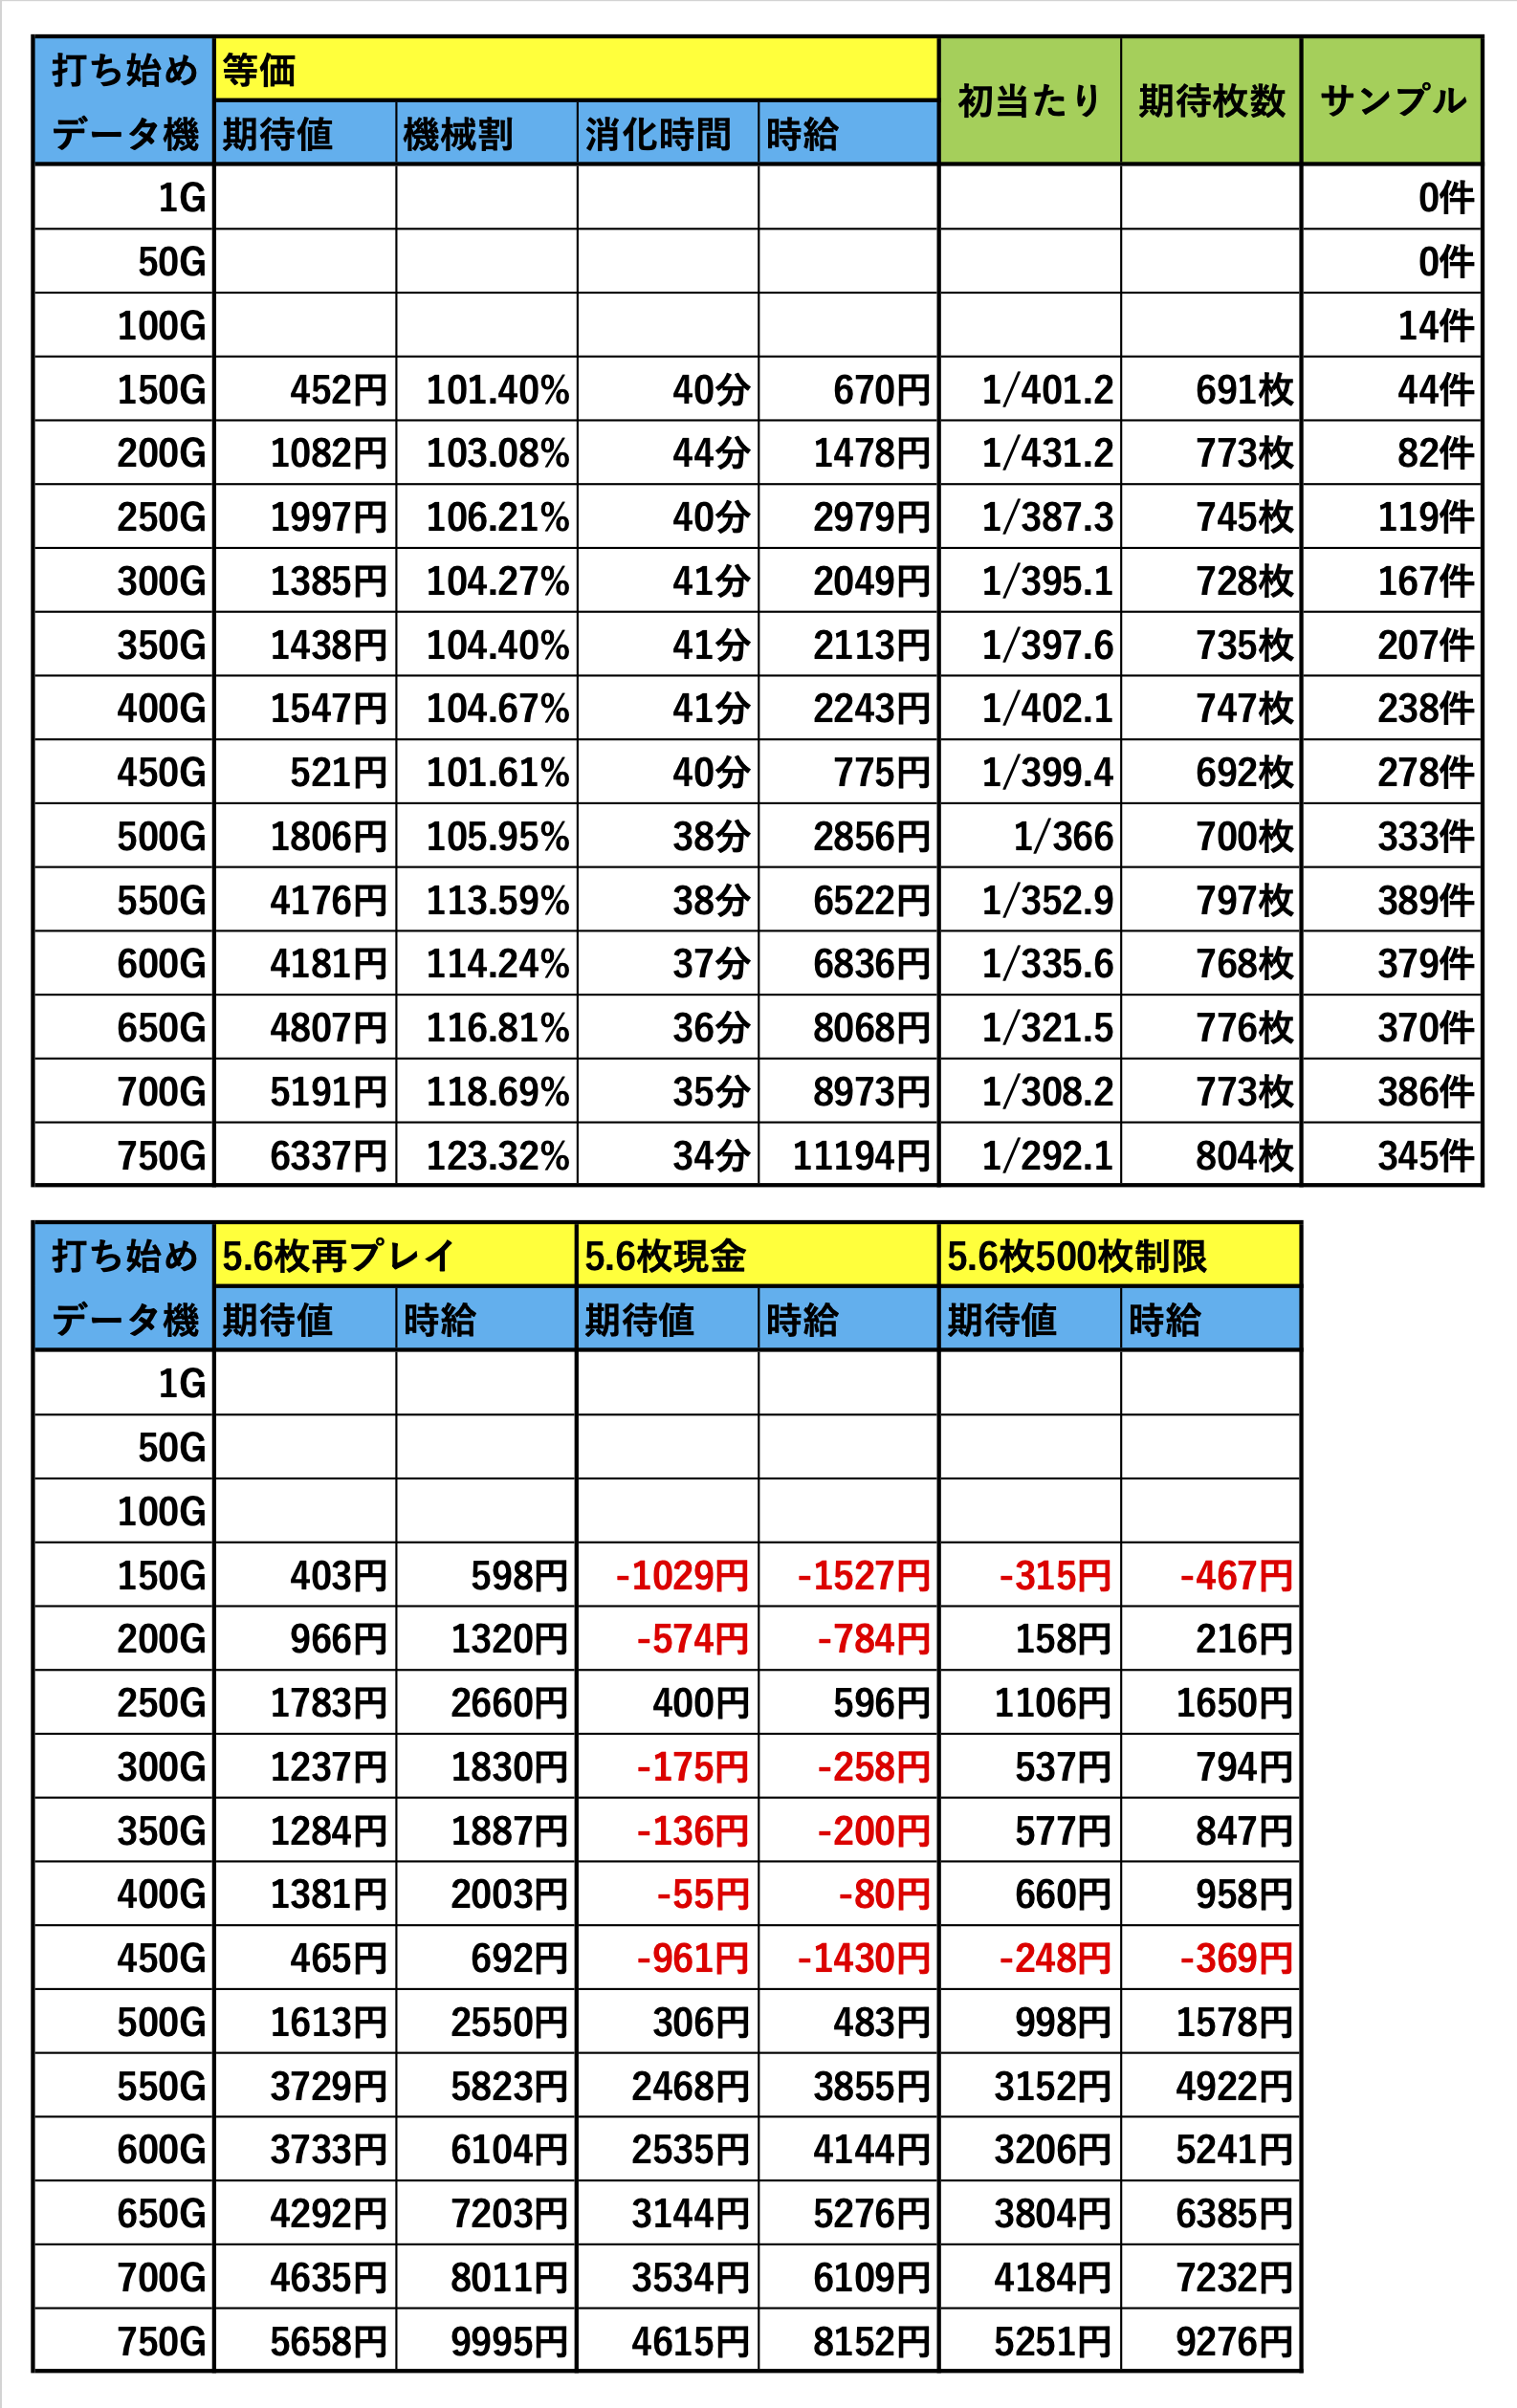 打ち始め 等価 初当たり 期待枚数 サンプル
データ機 期待値 機械割 消化時間 時給
1G 0件
50G 0件
100G 14件
150G 452円 101.40% 40分 670円 1/401.2 691枚 44件
200G 1082円 103.08% 44分 1478円 1/431.2 773枚 82件
250G 1997円 106.21% 40分 2979円 1/387.3 745枚 119件
300G 1385円 104.27% 41分 2049円 1/395.1 728枚 167件
350G 1438円 104.40% 41分 2113円 1/397.6 735枚 207件
400G 1547円 104.67% 41分 2243円 1/402.1 747枚 238件
450G 521円 101.61% 40分 775円 1/399.4 692枚 278件
500G 1806円 105.95% 38分 2856円 1/366 700枚 333件
550G 4176円 113.59% 38分 6522円 1/352.9 797枚 389件
600G 4181円 114.24% 37分 6836円 1/335.6 768枚 379件
650G 4807円 116.81% 36分 8068円 1/321.5 776枚 370件
700G 5191円 118.69% 35分 8973円 1/308.2 773枚 386件
750G 6337円 123.32% 34分 11194円 1/292.1 804枚 345件
打ち始め 5.6枚再プレイ 5.6枚現金 5.6枚500枚制限
データ機 期待値 時給 期待値 時給 期待値 時給
1G
50G
100G
150G 403円 598円 -1029円 -1527円 -315円 -467円
200G 966円 1320円 -574円 -784円 158円 216円
250G 1783円 2660円 400円 596円 1106円 1650円
300G 1237円 1830円 -175円 -258円 537円 794円
350G 1284円 1887円 -136円 -200円 577円 847円
400G 1381円 2003円 -55円 -80円 660円 958円
450G 465円 692円 -961円 -1430円 -248円 -369円
500G 1613円 2550円 306円 483円 998円 1578円
550G 3729円 5823円 2468円 3855円 3152円 4922円
600G 3733円 6104円 2535円 4144円 3206円 5241円
650G 4292円 7203円 3144円 5276円 3804円 6385円
700G 4635円 8011円 3534円 6109円 4184円 7232円
750G 5658円 9995円 4615円 8152円 5251円 9276円